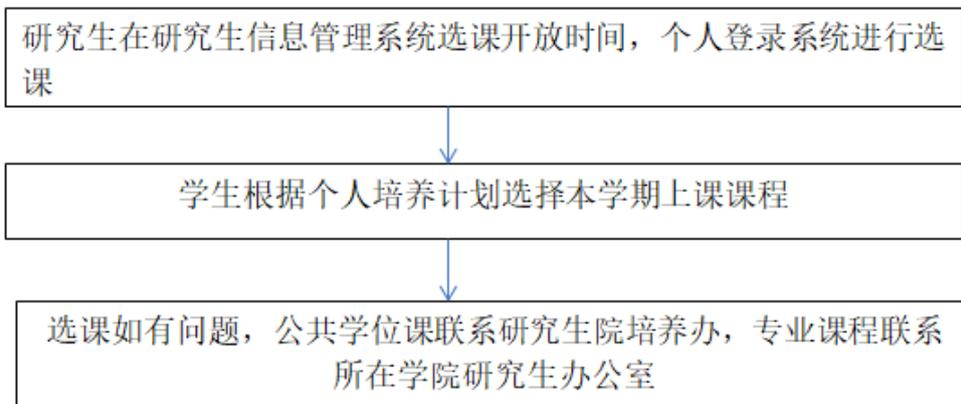 研究生在研究生信息管理系统选课开放时间，个人登录系统进行选
课
学生根据个人培养计划选择本学期上课课程
选课如有问题，公共学位课联系研究生院培养办，专业课程联系
所在学院研究生办公室